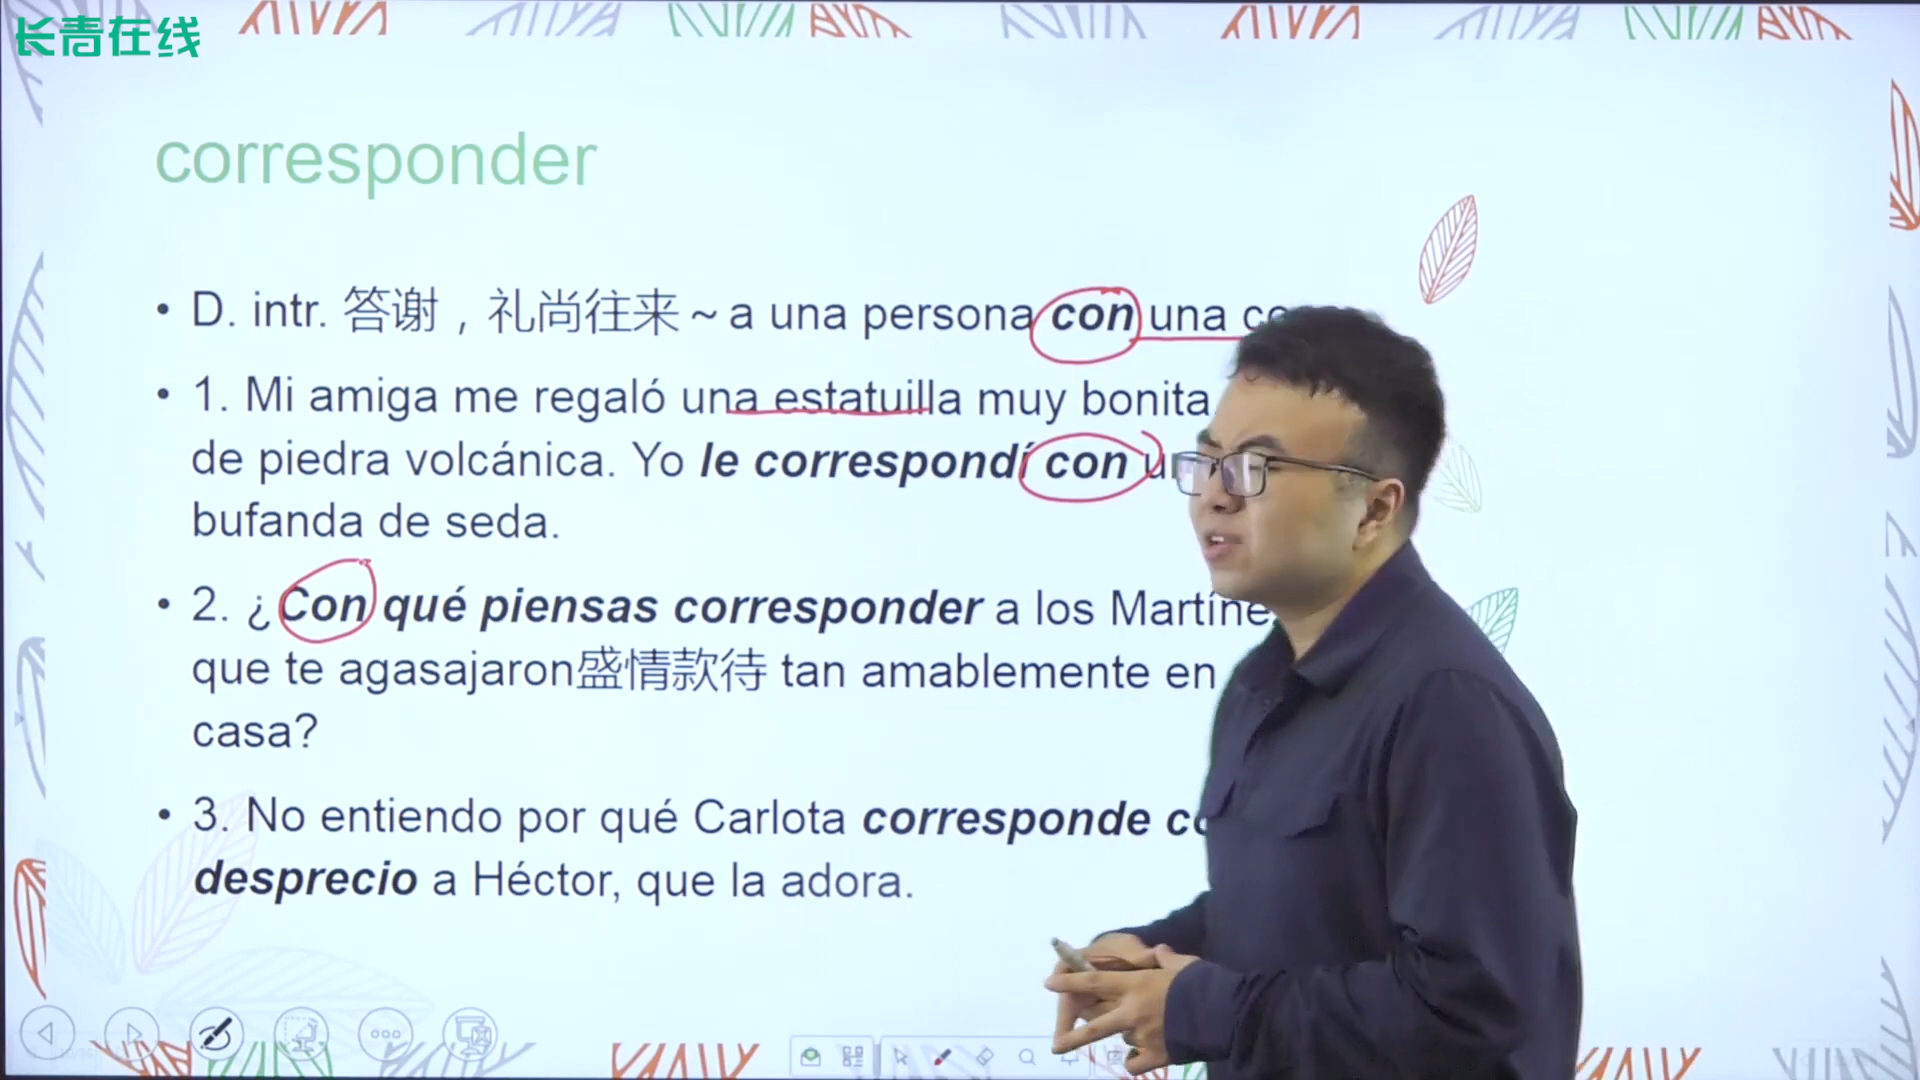 长青在线
corresponder
• D. intr. 答谢，礼尚往来 ~ a una persona con una
• 1. Mi amiga me regaló una estatuilla muy bonita
de piedra volcánica. Yo le correspondí con
bufanda de seda.
• 2. ¿Con qué piensas corresponder a los
que te agasajaron盛情款待 tan amablemente en
casa?
• 3. No entiendo por qué Carlota corresponde
desprecio a Héctor, que la adora.